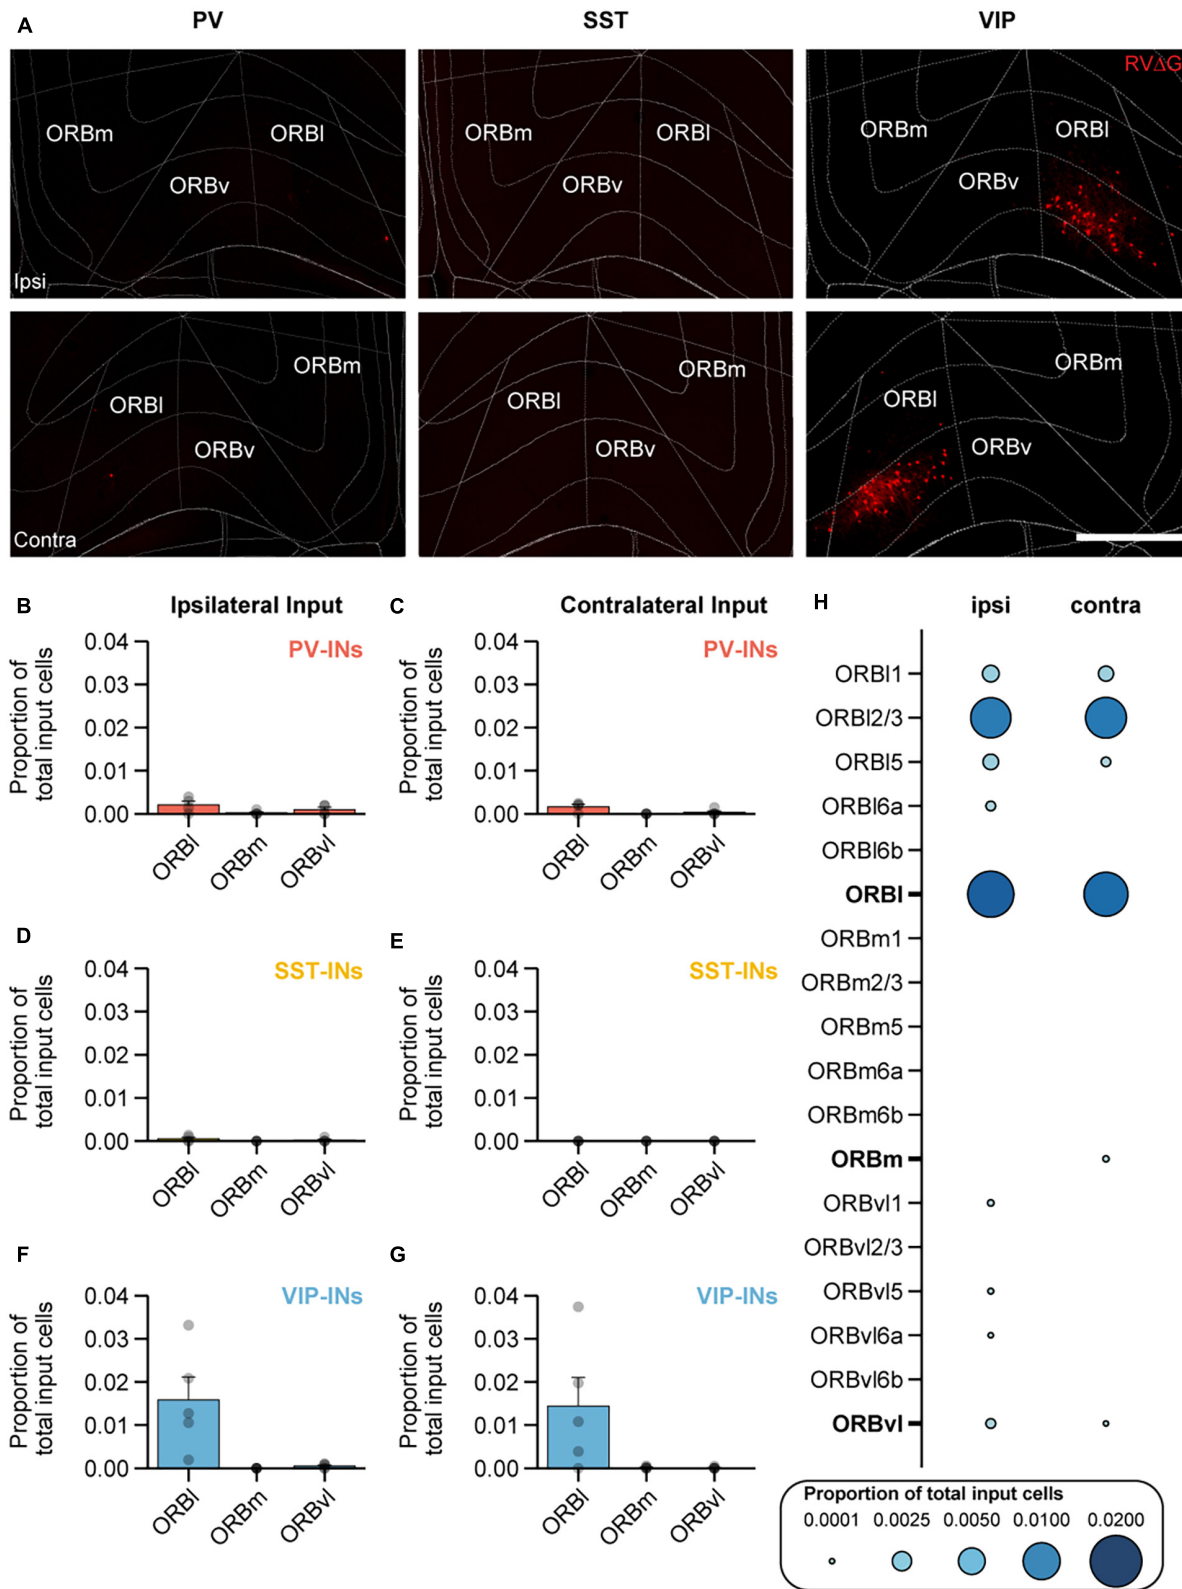 A
PV
SST
VIP
ORBm
ORBl
ORBv
Ipsi
ORBm
ORBl
ORBv
RVΔG
ORBm
ORBl
ORBv
ORBm
ORBl
ORBv
Contra
ORBm
ORBl
ORBv
ORBm
ORBl
ORBv
B
Ipsilateral Input
PV-INs
Proportion of
total input cells
0.04
0.03
0.02
0.01
0.00
ORBl
ORBm
ORBvl
C
Contralateral Input
PV-INs
Proportion of
total input cells
0.04
0.03
0.02
0.01
0.00
ORBl
ORBm
ORBvl
D
SST-INs
Proportion of
total input cells
0.04
0.03
0.02
0.01
0.00
ORBl
ORBm
ORBvl
E
SST-INs
Proportion of
total input cells
0.04
0.03
0.02
0.01
0.00
ORBl
ORBm
ORBvl
F
VIP-INs
Proportion of
total input cells
0.04
0.03
0.02
0.01
0.00
ORBl
ORBm
ORBvl
G
VIP-INs
Proportion of
total input cells
0.04
0.03
0.02
0.01
0.00
ORBl
ORBm
ORBvl
H
ipsi
contra
ORBl1
ORBl2/3
ORBl5
ORBl6a
ORBl6b
ORBl
ORBm1
ORBm2/3
ORBm5
ORBm6a
ORBm6b
ORBm
ORBvl1
ORBvl2/3
ORBvl5
ORBvl6a
ORBvl6b
ORBvl
Proportion of total input cells
0.0001 0.0025 0.0050 0.0100 0.0200